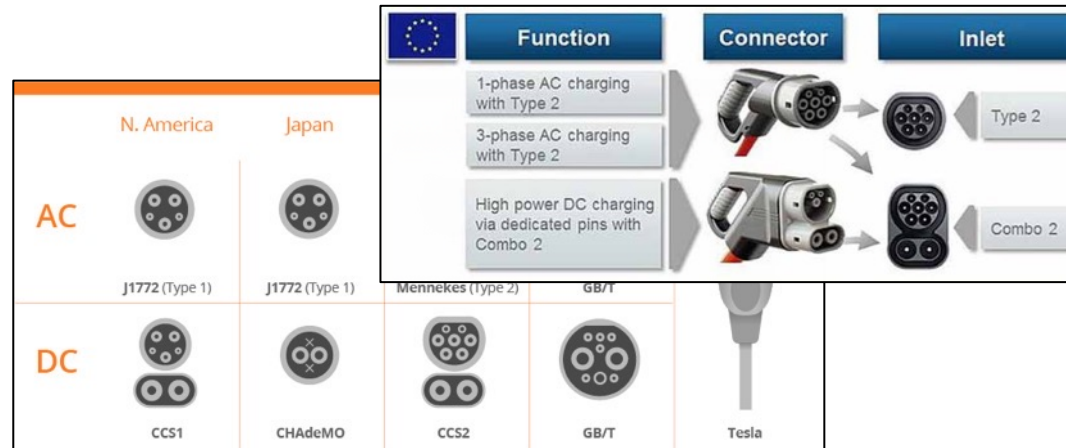 Function
Connector
Inlet
1-phase AC charging
with Type 2
3-phase AC charging
with Type 2
High power DC charging
via dedicated pins with
Combo 2
Type 2
Combo 2
N. America
Japan
AC
J1772 (Type 1)
J1772 (Type 1)
Mennekes (Type 2)
GB/T
DC
CCS1
CHAdeMO
CCS2
GB/T
Tesla